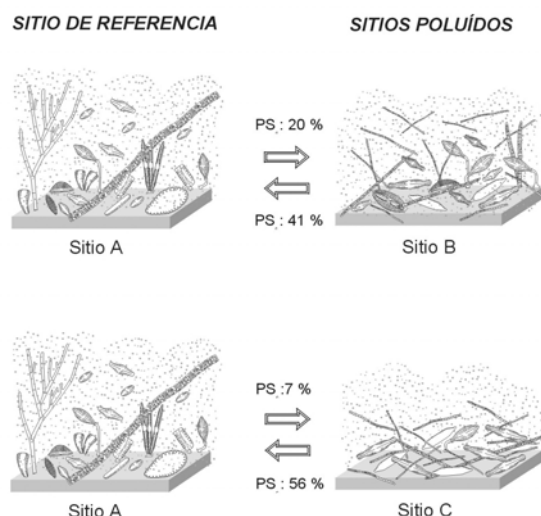 SITIO DE REFERENCIA
SITIOS POLUÍDOS
PS : 20 %
PS : 41 %
Sitio A
Sitio B
PS :7 %
PS : 56 %
Sitio A
Sitio C